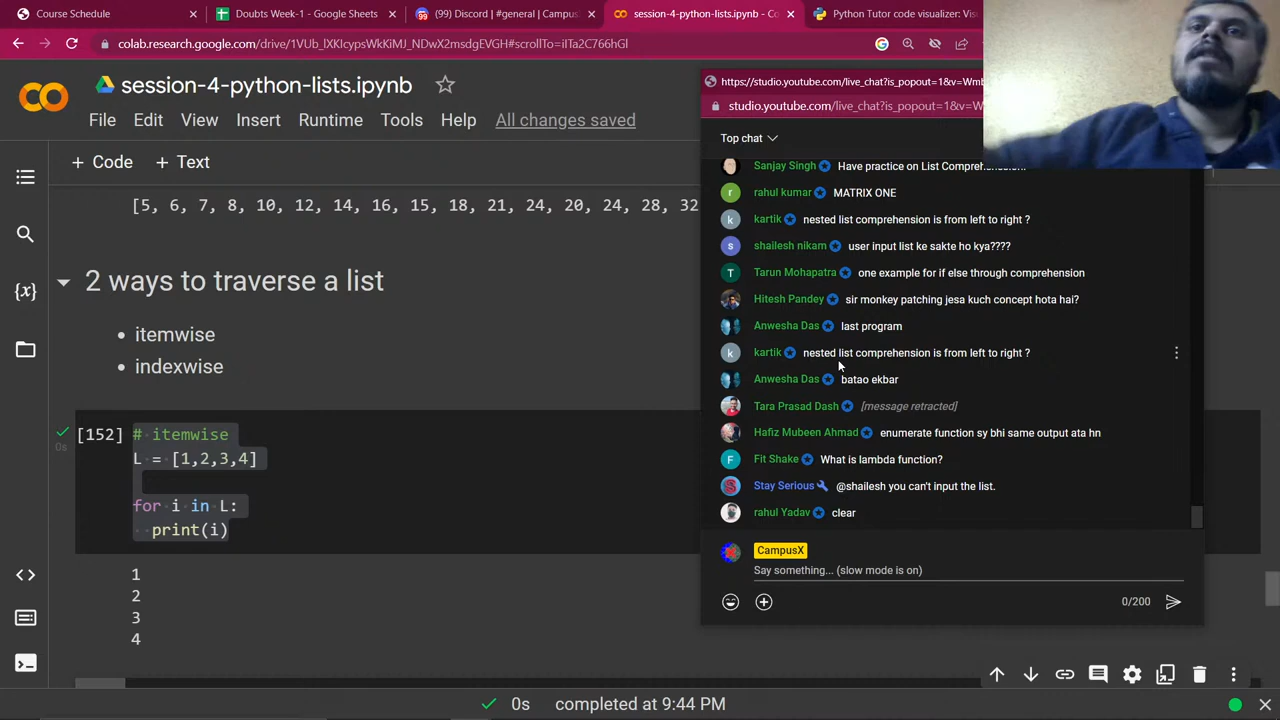 Course Schedule
Doubts Week-1 - Google Sheets
(99) Discord | #general | Campus
session-4-python-lists.ipynb - Co
Python Tutor code visualizer: Vis
colab.research.google.com/drive/1VUb_lXKIcypsWkKiMJ_NDwX2msdgEVGH#scrollTo=iITa2C766hGl
session-4-python-lists.ipynb
File Edit View Insert Runtime Tools Help All changes saved
+ Code + Text
[5, 6, 7, 8, 10, 12, 14, 16, 15, 18, 21, 24, 20, 24, 28, 32
2 ways to traverse a list
itemwise
indexwise
[152] # itemwise
0s
L = [1,2,3,4]
for i in L:
print(i)
1
2
3
4
https://studio.youtube.com/live_chat?is_popout=1&v=Wm
studio.youtube.com/live_chat?is_popout=1&v=W
Top chat
Sanjay Singh Have practice on List Comprehension!
rahul kumar MATRIX ONE
kartik nested list comprehension is from left to right ?
shailesh nikam user input list ke sakte ho kya????
Tarun Mohapatra one example for if else through comprehension
Hitesh Pandey sir monkey patching jesa kuch concept hota hai?
Anwesha Das last program
kartik nested list comprehension is from left to right ?
Anwesha Das batao ekbar
Tara Prasad Dash [message retracted]
Hafiz Mubeen Ahmad enumerate function sy bhi same output ata hn
Fit Shake What is lambda function?
Stay Serious @shailesh you can't input the list.
rahul Yadav clear
CampusX
Say something... (slow mode is on)
0/200
0s completed at 9:44 PM